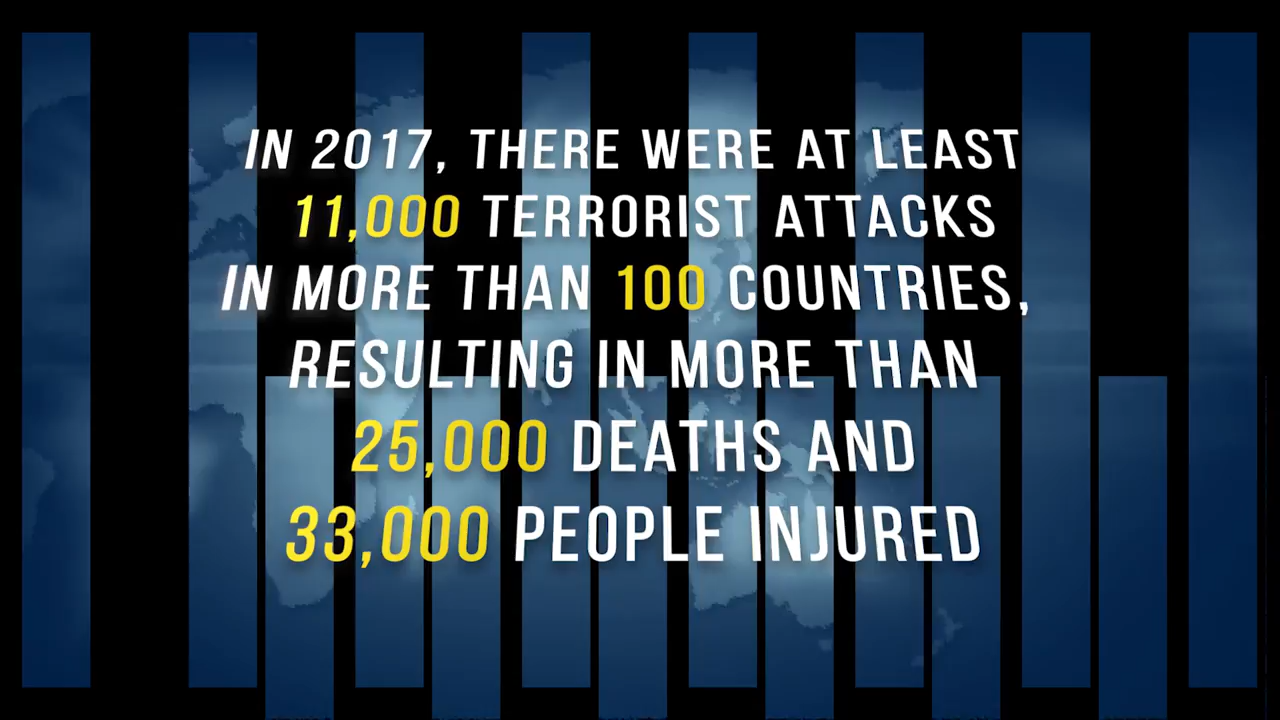 IN 2017, THERE WERE AT LEAST
11,000 TERRORIST ATTACKS
IN MORE THAN 100 COUNTRIES,
RESULTING IN MORE THAN
25,000 DEATHS AND
33,000 PEOPLE INJURED